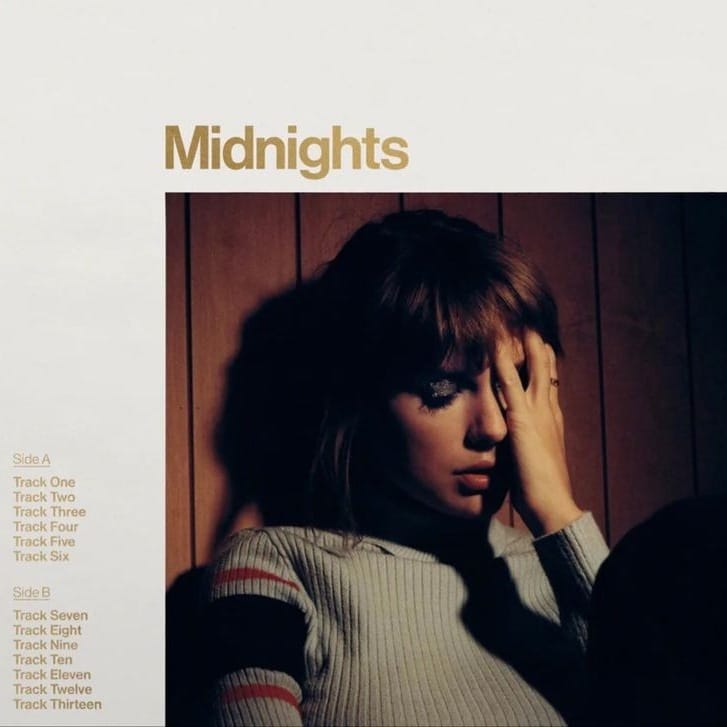 Midnights
Side A
Track One
Track Two
Track Three
Track Four
Track Five
Track Six
Side B
Track Seven
Track Eight
Track Nine
Track Ten
Track Eleven
Track Twelve
Track Thirteen